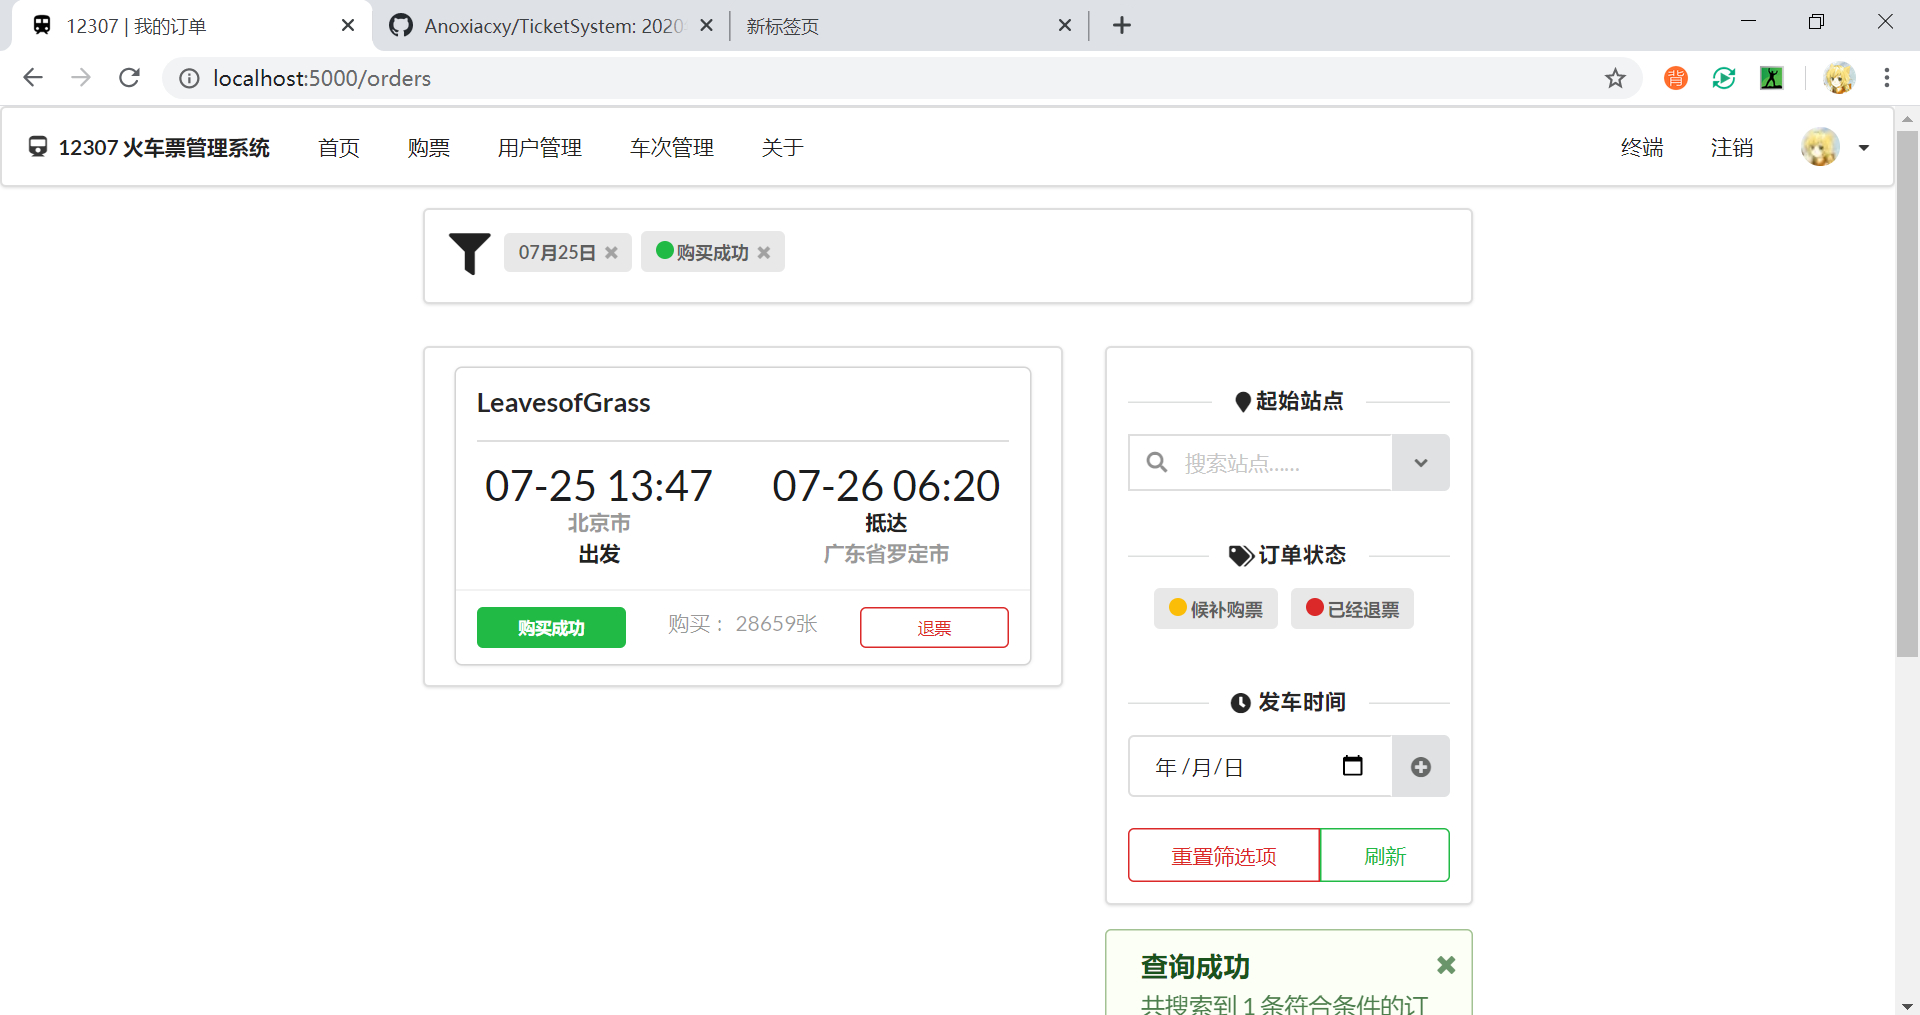 12307 | 我的订单
Anoxiacxy/TicketSystem: 2020
新标签页
localhost:5000/orders
背
12307 火车票管理系统
首页
购票
用户管理
车次管理
关于
终端
注销
07月25日
购买成功
LeavesofGrass
07-25 13:47
北京市
出发
07-26 06:20
抵达
广东省罗定市
购买成功
购买： 28659张
退票
起始站点
搜索站点......
订单状态
候补购票
已经退票
发车时间
年 /月/日
重置筛选项
刷新
查询成功
共搜索到 1 条符合条件的订